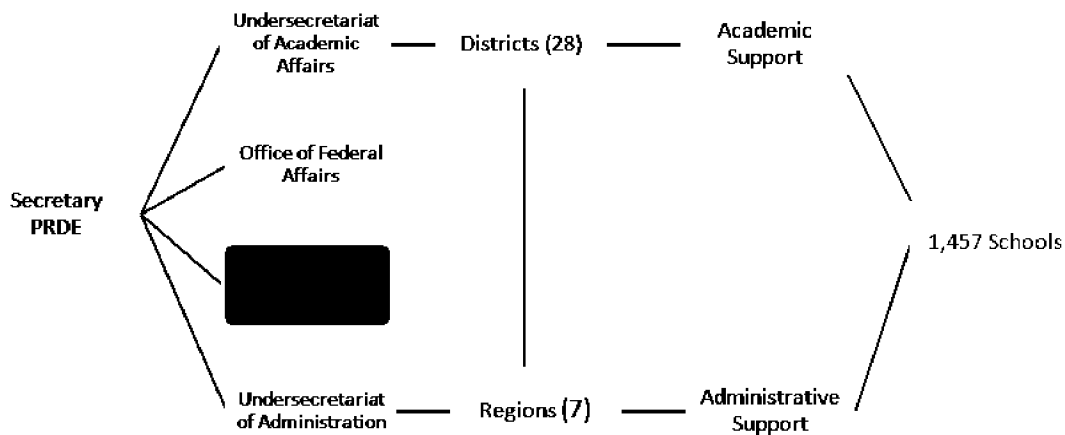 Undersecretariat
of Academic
Affairs
Districts (28)
Academic
Support
Office of Federal
Affairs
Secretary
PRDE
1,457 Schools
Undersecretariat
of Administration
Regions (7)
Administrative
Support